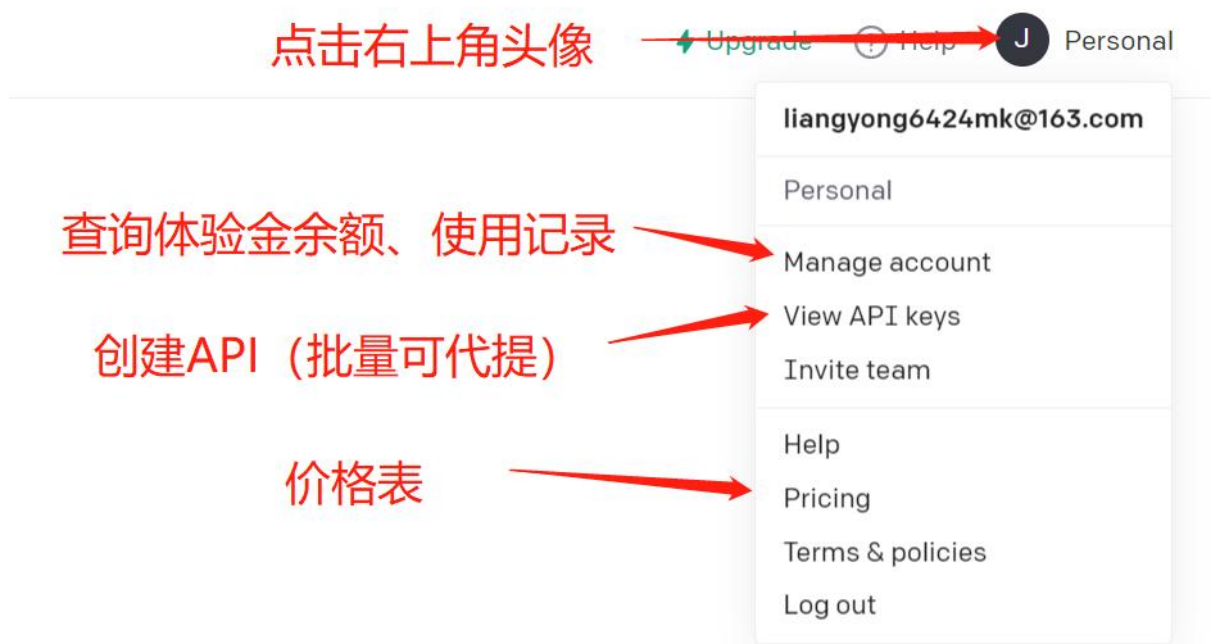 点击右上角头像
Upgrade
Help
J
Personal
liangyong6424mk@163.com
Personal
查询体验金余额、使用记录
Manage account
View API keys
创建API（批量可代提）
Invite team
Help
价格表
Pricing
Terms & policies
Log out